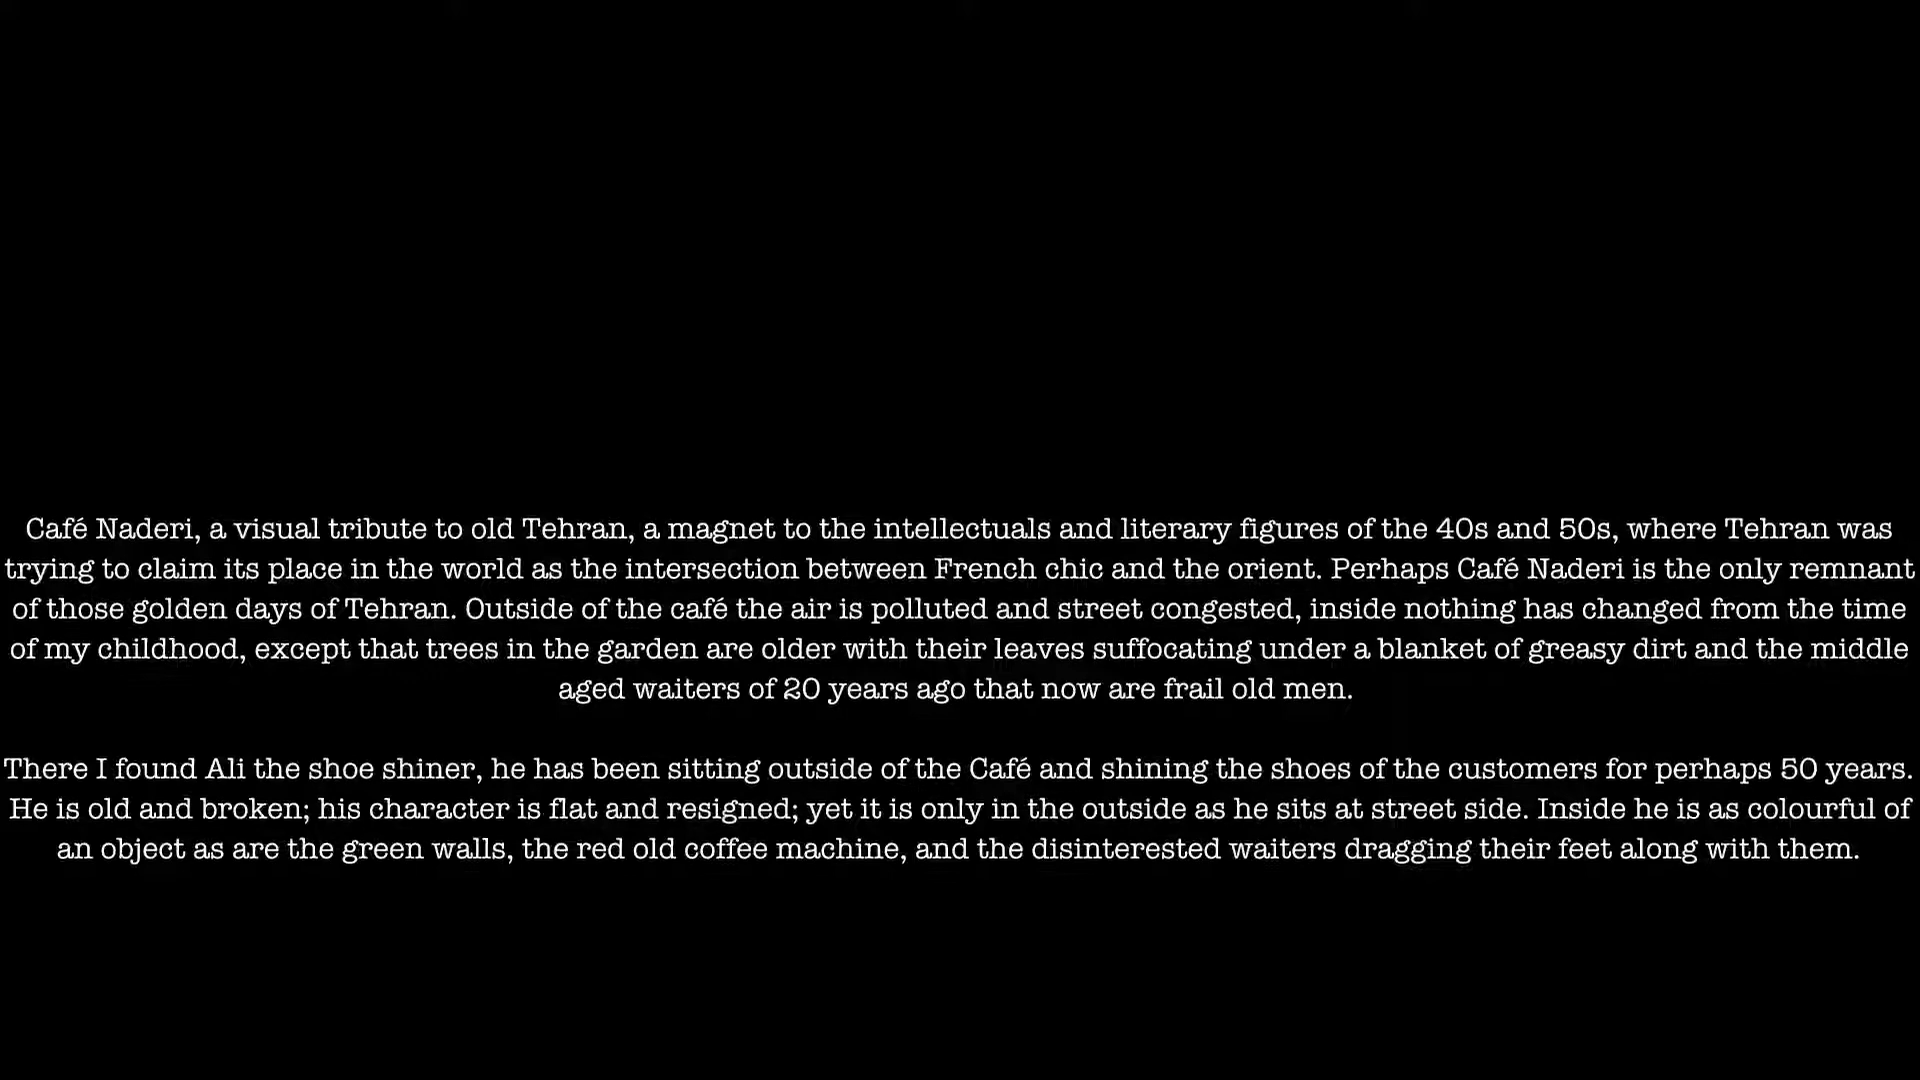 Café Naderi, a visual tribute to old Tehran, a magnet to the intellectuals and literary figures of the 40s and 50s, where Tehran was
trying to claim its place in the world as the intersection between French chic and the orient. Perhaps Café Naderi is the only remnant
of those golden days of Tehran. Outside of the café the air is polluted and street congested, inside nothing has changed from the time
of my childhood, except that trees in the garden are older with their leaves suffocating under a blanket of greasy dirt and the middle
aged waiters of 20 years ago that now are frail old men.
There I found Ali the shoe shiner, he has been sitting outside of the Café and shining the shoes of the customers for perhaps 50 years.
He is old and broken; his character is flat and resigned; yet it is only in the outside as he sits at street side. Inside he is as colourful of
an object as are the green walls, the red old coffee machine, and the disinterested waiters dragging their feet along with them.